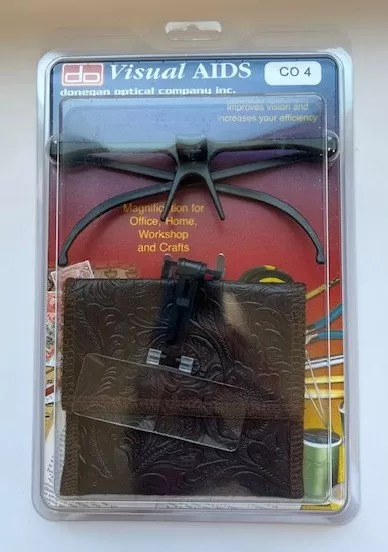 do Visual AIDS CO 4
donegan optical company inc.
improves vision and
increases your efficiency
Magnification for
Office, Home,
Workshop
and Crafts